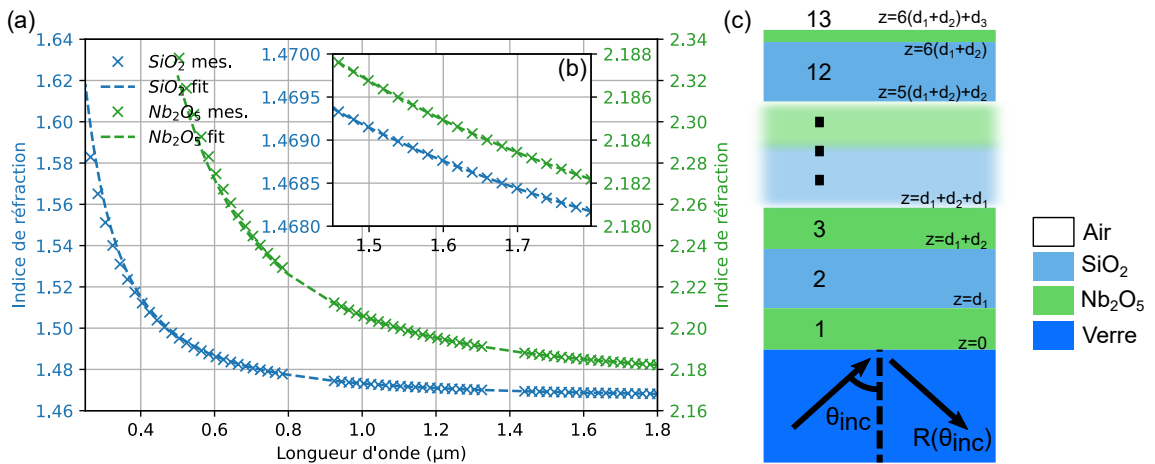 (a)
Indice de réfraction
1.64
1.62
1.60
1.58
1.56
1.54
1.52
1.50
1.48
1.46
SiO₂ mes.
SiO₂ fit
Nb₂O₅ mes.
Nb₂O₅ fit
(b)
1.4700
1.4695
1.4690
1.4685
1.4680
1.5
1.6
1.7
2.188
2.186
2.184
2.182
2.180
2.34
2.32
2.30
2.28
2.26
2.24
2.22
2.20
2.18
2.16
Indice de réfraction
0.4
0.6
0.8
1.0
1.2
1.4
1.6
1.8
Longueur d'onde (μm)
(c)
13
z=6(d₁+d₂)+d₃
z=6(d₁+d₂)
12
z=5(d₁+d₂)+d₂
z=d₁+d₂+d₁
3
z=d₁+d₂
2
z=d₁
1
z=0
θinc
R(θinc)
Air
SiO₂
Nb₂O₅
Verre